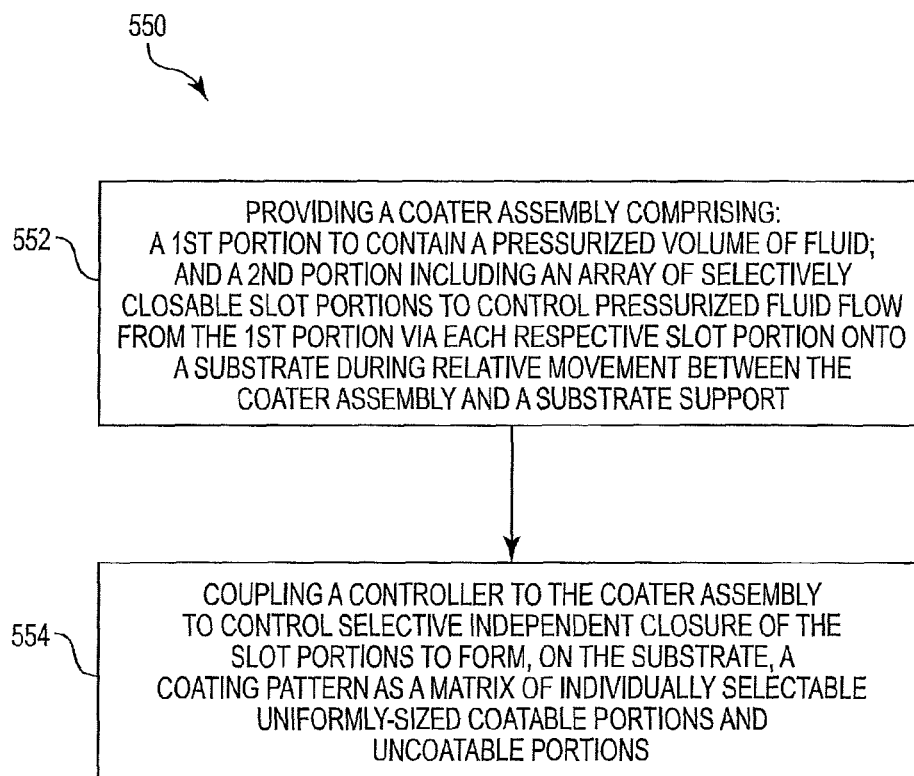 550
552
PROVIDING A COATER ASSEMBLY COMPRISING:
A 1ST PORTION TO CONTAIN A PRESSURIZED VOLUME OF FLUID;
AND A 2ND PORTION INCLUDING AN ARRAY OF SELECTIVELY
CLOSABLE SLOT PORTIONS TO CONTROL PRESSURIZED FLUID FLOW
FROM THE 1ST PORTION VIA EACH RESPECTIVE SLOT PORTION ONTO
A SUBSTRATE DURING RELATIVE MOVEMENT BETWEEN THE
COATER ASSEMBLY AND A SUBSTRATE SUPPORT
554
COUPLING A CONTROLLER TO THE COATER ASSEMBLY
TO CONTROL SELECTIVE INDEPENDENT CLOSURE OF THE
SLOT PORTIONS TO FORM, ON THE SUBSTRATE, A
COATING PATTERN AS A MATRIX OF INDIVIDUALLY SELECTABLE
UNIFORMLY-SIZED COATABLE PORTIONS AND
UNCOATABLE PORTIONS